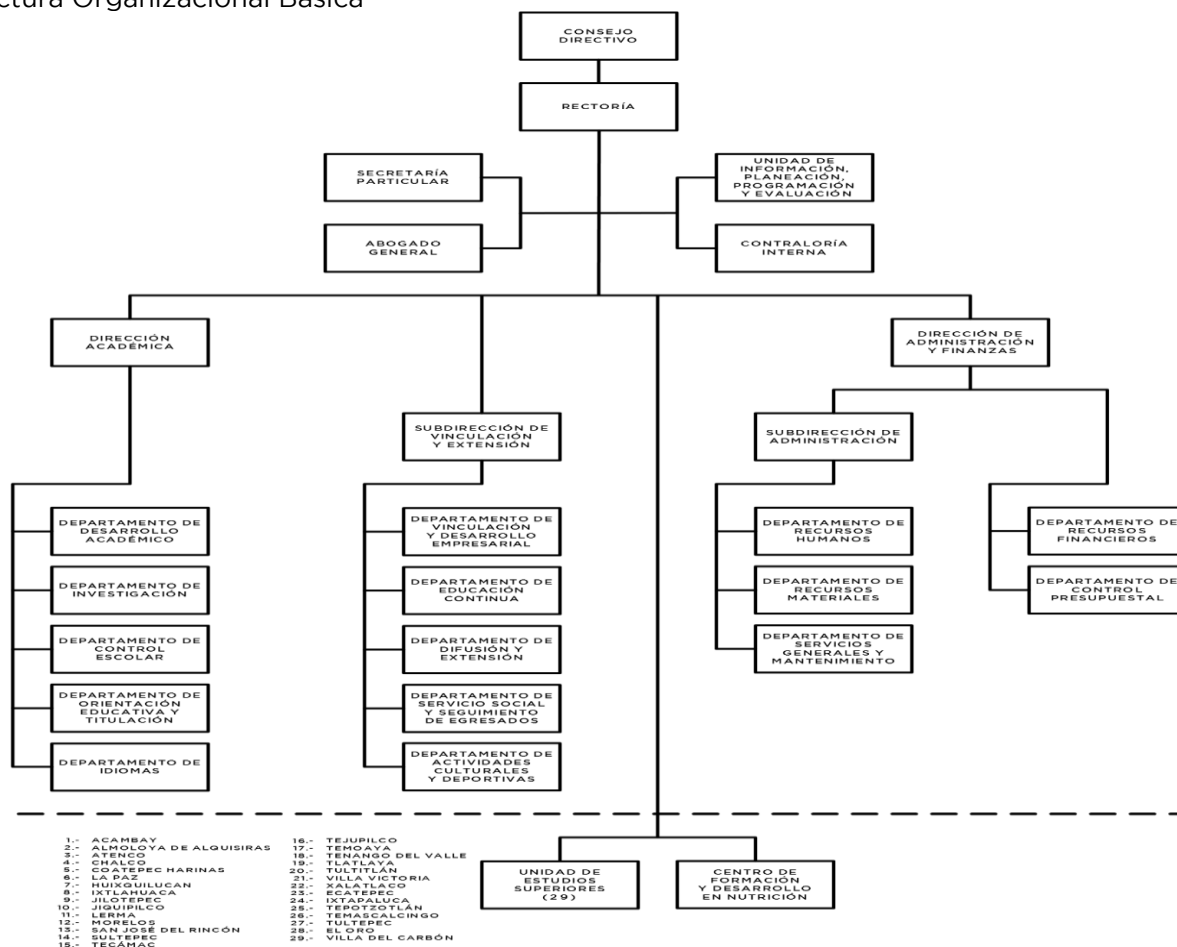 ctura Organizacional Básica
CONSEJO
DIRECTIVO
RECTORÍA
SECRETARÍA
PARTICULAR
UNIDAD DE
INFORMACIÓN,
PLANEACIÓN,
PROGRAMACIÓN
Y EVALUACIÓN
ABOGADO
GENERAL
CONTRALORÍA
INTERNA
DIRECCIÓN
ACADÉMICA
DIRECCIÓN DE
ADMINISTRACIÓN
Y FINANZAS
SUBDIRECCIÓN DE
VINCULACIÓN
Y EXTENSIÓN
SUBDIRECCIÓN DE
ADMINISTRACIÓN
DEPARTAMENTO DE
DESARROLLO
ACADÉMICO
DEPARTAMENTO DE
INVESTIGACIÓN
DEPARTAMENTO DE
CONTROL
ESCOLAR
DEPARTAMENTO DE
ORIENTACIÓN
EDUCATIVA Y
TITULACIÓN
DEPARTAMENTO DE
IDIOMAS
DEPARTAMENTO DE
VINCULACIÓN
Y DESARROLLO
EMPRESARIAL
DEPARTAMENTO DE
EDUCACIÓN
CONTINUA
DEPARTAMENTO DE
DIFUSIÓN Y
EXTENSIÓN
DEPARTAMENTO DE
SERVICIO SOCIAL
Y SEGUIMIENTO
DE EGRESADOS
DEPARTAMENTO DE
ACTIVIDADES
CULTURALES
Y DEPORTIVAS
DEPARTAMENTO DE
RECURSOS
HUMANOS
DEPARTAMENTO DE
RECURSOS
MATERIALES
DEPARTAMENTO DE
SERVICIOS
GENERALES Y
MANTENIMIENTO
DEPARTAMENTO DE
RECURSOS
FINANCIEROS
DEPARTAMENTO DE
CONTROL
PRESUPUESTAL
1.- ACAMBAY
2.- ALMOLOYA DE ALQUISIRAS
3.- ATENCO
4.- CHALCO
5.- COATEPEC HARINAS
6.- LA PAZ
7.- HUIXQUILUCAN
8.- IXTLAHUACA
9.- JILOTEPEC
10.- JIQUIPILCO
11.- LERMA
12.- MORELOS
13.- SAN JOSÉ DEL RINCÓN
14.- SULTEPEC
15.- TECÁMAC
16.- TEJUPILCO
17.- TEMOAYA
18.- TENANGO DEL VALLE
19.- TLATLAYA
20.- TULTITLÁN
21.- VILLA VICTORIA
22.- XALATLACO
23.- ECATEPEC
24.- IXTAPALUCA
25.- TEPOTZOTLÁN
26.- TEMASCALCINGO
27.- TULTEPEC
28.- EL ORO
29.- VILLA DEL CARBÓN
UNIDAD DE
ESTUDIOS
SUPERIORES
(29)
CENTRO DE
FORMACIÓN
Y DESARROLLO
EN NUTRICIÓN